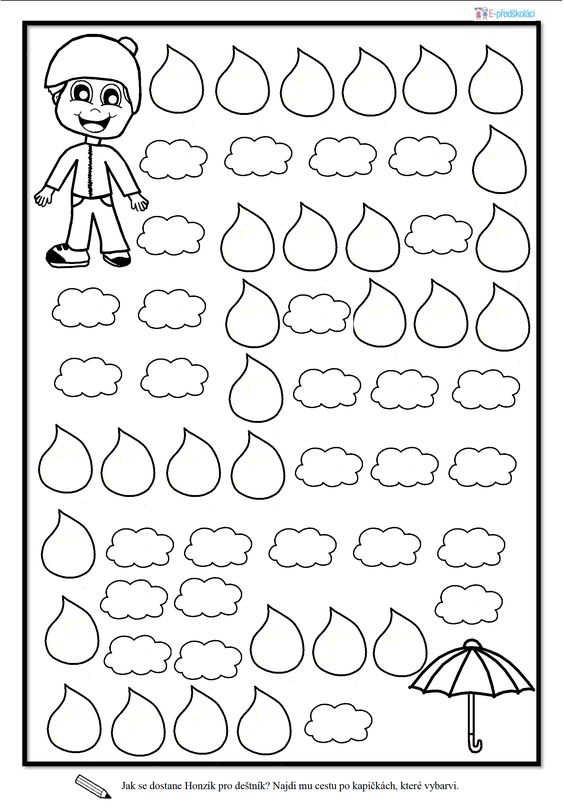 E-předškoláci
Jak se dostane Honzík pro deštník? Najdi mu cestu po kapičkách, které vybarvi.